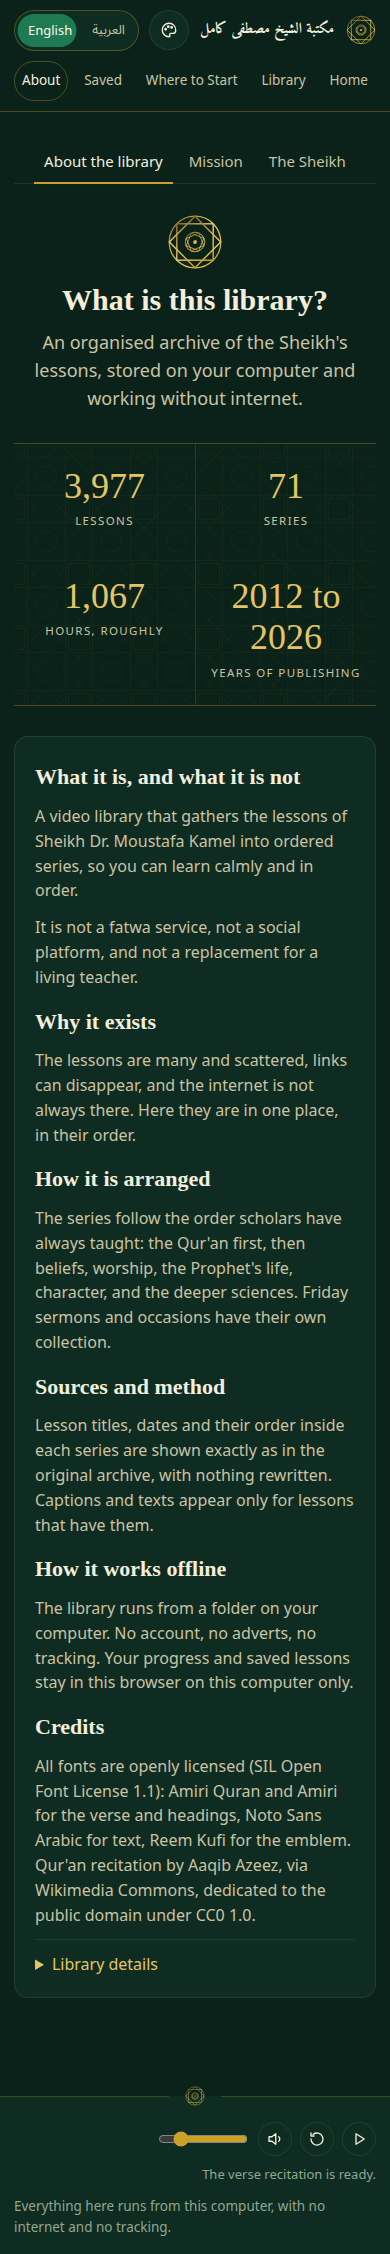 English العربية مكتبة الشيخ مصطفى كامل
About Saved Where to Start Library Home
About the library Mission The Sheikh
What is this library?
An organised archive of the Sheikh's
lessons, stored on your computer and
working without internet.
3,977 71
LESSONS SERIES
1,067 2012 to
2026
HOURS, ROUGHLY
YEARS OF PUBLISHING
What it is, and what it is not
A video library that gathers the lessons of
Sheikh Dr. Moustafa Kamel into ordered
series, so you can learn calmly and in
order.
It is not a fatwa service, not a social
platform, and not a replacement for a
living teacher.
Why it exists
The lessons are many and scattered, links
can disappear, and the internet is not
always there. Here they are in one place,
in their order.
How it is arranged
The series follow the order scholars have
always taught: the Qur'an first, then
beliefs, worship, the Prophet's life,
character, and the deeper sciences. Friday
sermons and occasions have their own
collection.
Sources and method
Lesson titles, dates and their order inside
each series are shown exactly as in the
original archive, with nothing rewritten.
Captions and texts appear only for lessons
that have them.
How it works offline
The library runs from a folder on your
computer. No account, no adverts, no
tracking. Your progress and saved lessons
stay in this browser on this computer only.
Credits
All fonts are openly licensed (SIL Open
Font License 1.1): Amiri Quran and Amiri
for the verse and headings, Noto Sans
Arabic for text, Reem Kufi for the emblem.
Qur'an recitation by Aaqib Azeez, via
Wikimedia Commons, dedicated to the
public domain under CC0 1.0.
Library details
The verse recitation is ready.
Everything here runs from this computer, with no
internet and no tracking.